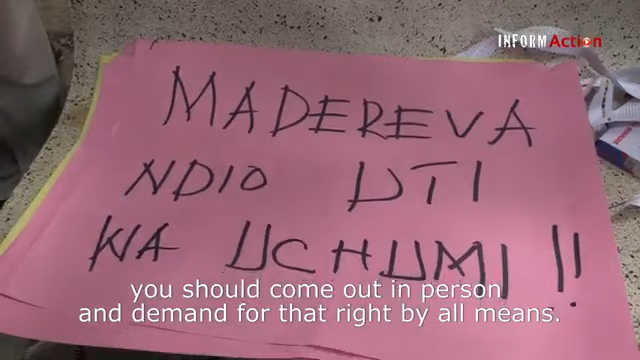 INFORMAction
MADEREVA
NDIO UTI
WA UCHUMI !!
you should come out in person
and demand for that right by all means.